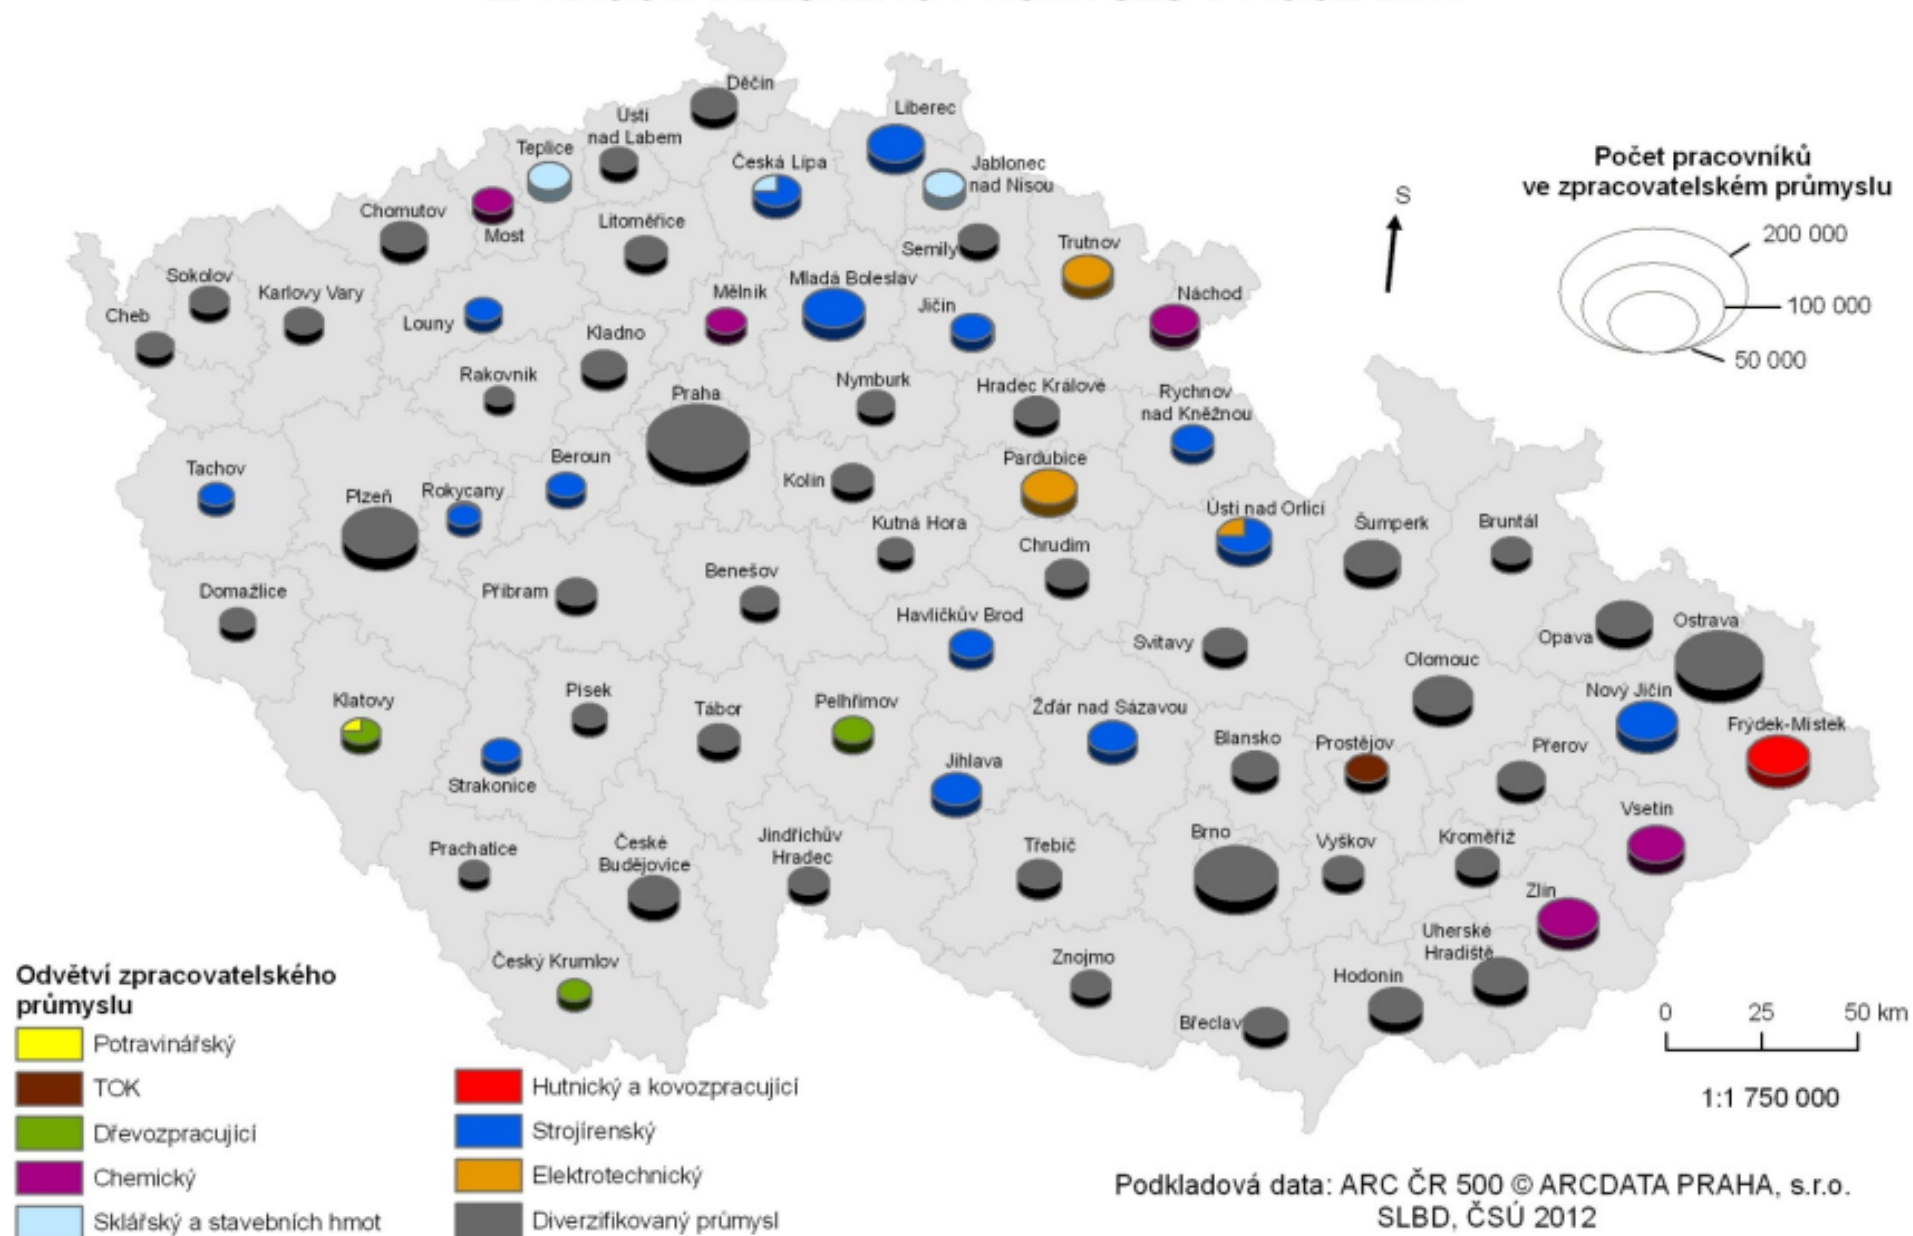 Děčín
Liberec
Ústí
nad Labem
Teplice
Česká Lípa
Jablonec
nad Nisou
Počet pracovníků
ve zpracovatelském průmyslu
200 000
100 000
50 000
S
Chomutov
Most
Litoměřice
Semily
Trutnov
Sokolov
Karlovy Vary
Cheb
Louny
Mělník
Mladá Boleslav
Jičín
Náchod
Kladno
Rakovník
Praha
Nymburk
Hradec Králové
Rychnov
nad Kněžnou
Tachov
Plzeň
Rokycany
Beroun
Kolín
Pardubice
Kutná Hora
Chrudim
Ústí nad Orlicí
Šumperk
Bruntál
Domažlice
Příbram
Benešov
Havlíčkův Brod
Svitavy
Opava
Ostrava
Olomouc
Nový Jičín
Frýdek-Místek
Klatovy
Strakonice
Písek
Tábor
Pelhřimov
Žďár nad Sázavou
Jihlava
Blansko
Prostějov
Přerov
Vsetín
Prachatice
České
Budějovice
Jindřichův
Hradec
Třebíč
Brno
Vyškov
Kroměříž
Zlín
Uherské
Hradiště
Český Krumlov
Znojmo
Hodonín
Břeclav
0 25 50 km
1:1 750 000
Odvětví zpracovatelského
průmyslu
Potravinářský
TOK
Dřevozpracující
Chemický
Sklářský a stavebních hmot
Hutnický a kovozpracující
Strojírenský
Elektrotechnický
Diverzifikovaný průmysl
Podkladová data: ARC ČR 500 © ARCDATA PRAHA, s.r.o.
SLBD, ČSÚ 2012